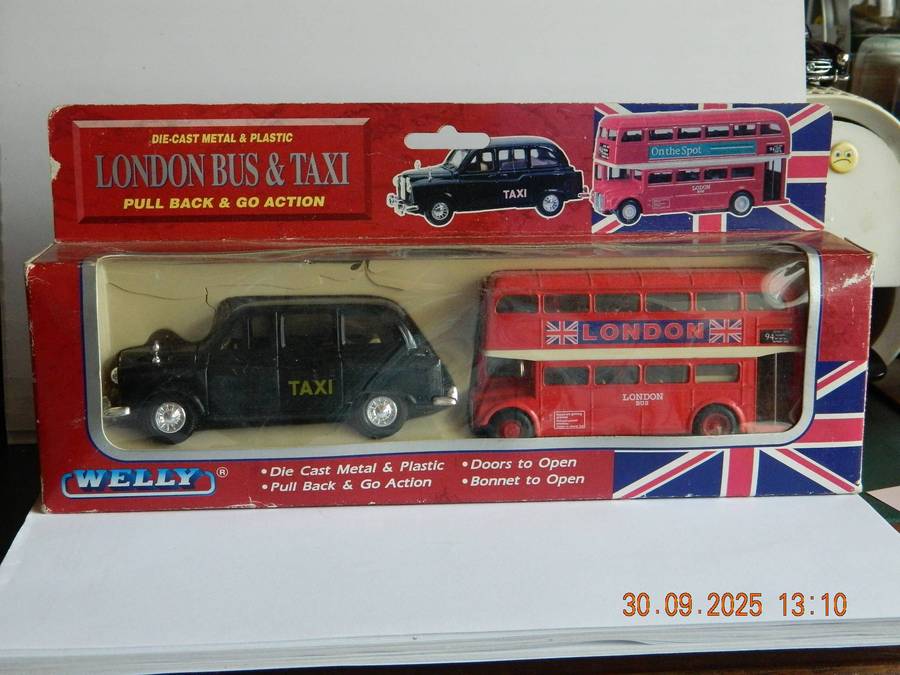 DIE-CAST METAL & PLASTIC
LONDON BUS & TAXI
PULL BACK & GO ACTION
TAXI
On the Spot
LONDON
TAXI
LONDON
94
LONDON
BUS
WELLY®
•Die Cast Metal & Plastic
•Pull Back & Go Action
•Doors to Open
•Bonnet to Open
30.09.2025 13:10